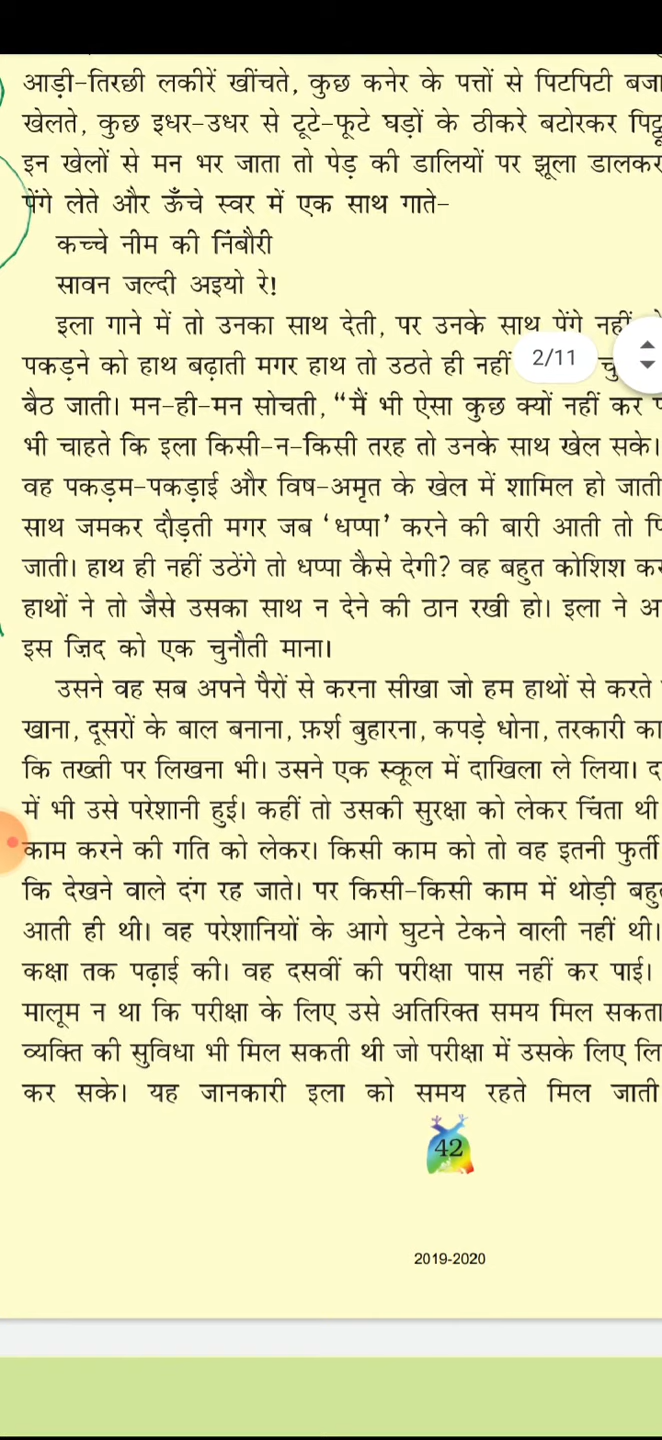 आड़ी-तिरछी लकीरें खींचते, कुछ कनेर के पत्तों से पिटपिटी बजा
खेलते, कुछ इधर-उधर से टूटे-फूटे घड़ों के ठीकरे बटोरकर पिट्ठू
इन खेलों से मन भर जाता तो पेड़ की डालियों पर झूला डालकर
पेंगे लेते और ऊँचे स्वर में एक साथ गाते-
कच्चे नीम की निंबौरी
सावन जल्दी अइयो रे!
इला गाने में तो उनका साथ देती, पर उनके साथ पेंगे नहीं
पकड़ने को हाथ बढ़ाती मगर हाथ तो उठते ही नहीं 2/11 चु
बैठ जाती। मन-ही-मन सोचती, “मैं भी ऐसा कुछ क्यों नहीं कर
भी चाहते कि इला किसी-न-किसी तरह तो उनके साथ खेल सके।
वह पकड़म-पकड़ाई और विष-अमृत के खेल में शामिल हो जाती
साथ जमकर दौड़ती मगर जब ‘धप्पा’ करने की बारी आती तो
जाती। हाथ ही नहीं उठेंगे तो धप्पा कैसे देगी? वह बहुत कोशिश
हाथों ने तो जैसे उसका साथ न देने की ठान रखी हो। इला ने
इस ज़िद को एक चुनौती माना।
उसने वह सब अपने पैरों से करना सीखा जो हम हाथों से करते
खाना, दूसरों के बाल बनाना, फ़र्श बुहारना, कपड़े धोना, तरकारी का
कि तख्ती पर लिखना भी। उसने एक स्कूल में दाखिला ले लिया। द
में भी उसे परेशानी हुई। कहीं तो उसकी सुरक्षा को लेकर चिंता थी
काम करने की गति को लेकर। किसी काम को तो वह इतनी फुर्ती
कि देखने वाले दंग रह जाते। पर किसी-किसी काम में थोड़ी बहु
आती ही थी। वह परेशानियों के आगे घुटने टेकने वाली नहीं थी।
कक्षा तक पढ़ाई की। वह दसवीं की परीक्षा पास नहीं कर पाई।
मालूम न था कि परीक्षा के लिए उसे अतिरिक्त समय मिल सकता
व्यक्ति की सुविधा भी मिल सकती थी जो परीक्षा में उसके लिए लि
कर सके। यह जानकारी इला को समय रहते मिल जाती
42
2019-2020